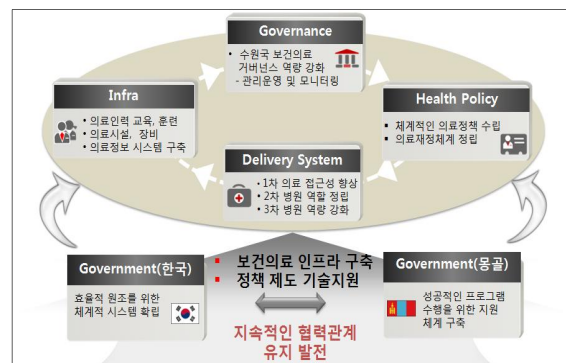 Governance
• 수원국 보건의료
거버넌스 역량 강화
- 관리운영 및 모니터링
Infra
• 의료인력 교육, 훈련
• 의료시설, 장비
• 의료정보 시스템 구축
Health Policy
▪ 체계적인 의료정책 수립
▪ 의료재정체계 정립
Delivery System
• 1차 의료 접근성 향상
• 2차 병원 역할 정립
• 3차 병원 역량 강화
▪ 보건의료 인프라 구축
▪ 정책 제도 기술지원
Government(한국)
효율적 원조를 위한
체계적 시스템 확립
Government(몽골)
성공적인 프로그램
수행을 위한 지원
체계 구축
지속적인 협력관계
유지 발전